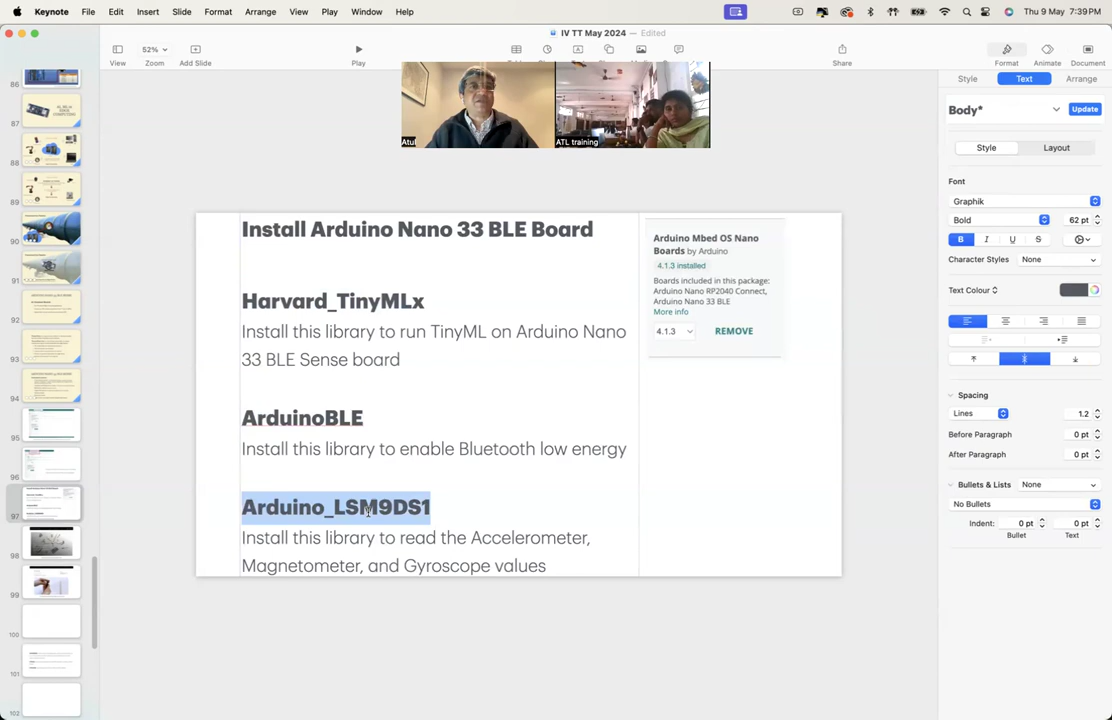 Keynote File Edit Insert Slide Format Arrange View Play Window Help Thu 9 May 7:39 PM
IV TT May 2024 — Edited
52%
View Zoom Add Slide Play Share Format Animate Document
Atul
ATL training
Style Text Arrange
Body* Update
Style Layout
Font
Graphik
Bold 62 pt
B I U S
Character Styles None
Text Colour
Spacing
Lines 1.2
Before Paragraph 0 pt
After Paragraph 0 pt
Bullets & Lists None
No Bullets
Indent: 0 pt 0 pt
Bullet Text
86
87
88
89
90
91
92
93
94
95
96
97
98
99
100
101
102
Install Arduino Nano 33 BLE Board
Harvard_TinyMLx
Install this library to run TinyML on Arduino Nano
33 BLE Sense board
ArduinoBLE
Install this library to enable Bluetooth low energy
Arduino_LSM9DS1
Install this library to read the Accelerometer,
Magnetometer, and Gyroscope values
Arduino Mbed OS Nano
Boards by Arduino
4.1.3 installed
Boards included in this package:
Arduino Nano RP2040 Connect,
Arduino Nano 33 BLE
More info
4.1.3 REMOVE